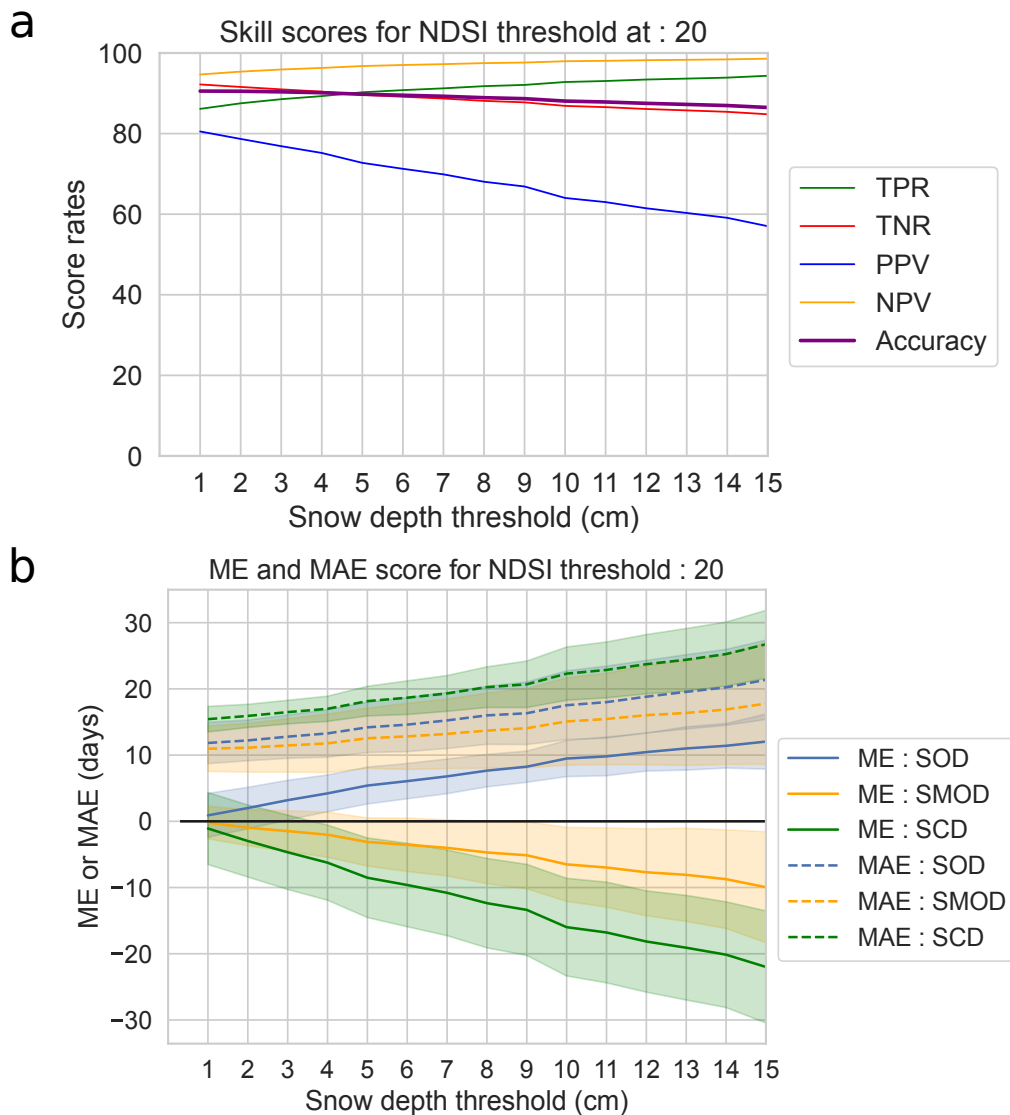 a
Skill scores for NDSI threshold at : 20
Score rates
100
80
60
40
20
0
1 2 3 4 5 6 7 8 9 10 11 12 13 14 15
Snow depth threshold (cm)
TPR
TNR
PPV
NPV
Accuracy
b
ME and MAE score for NDSI threshold : 20
ME or MAE (days)
30
20
10
0
−10
−20
−30
1 2 3 4 5 6 7 8 9 10 11 12 13 14 15
Snow depth threshold (cm)
ME : SOD
ME : SMOD
ME : SCD
MAE : SOD
MAE : SMOD
MAE : SCD